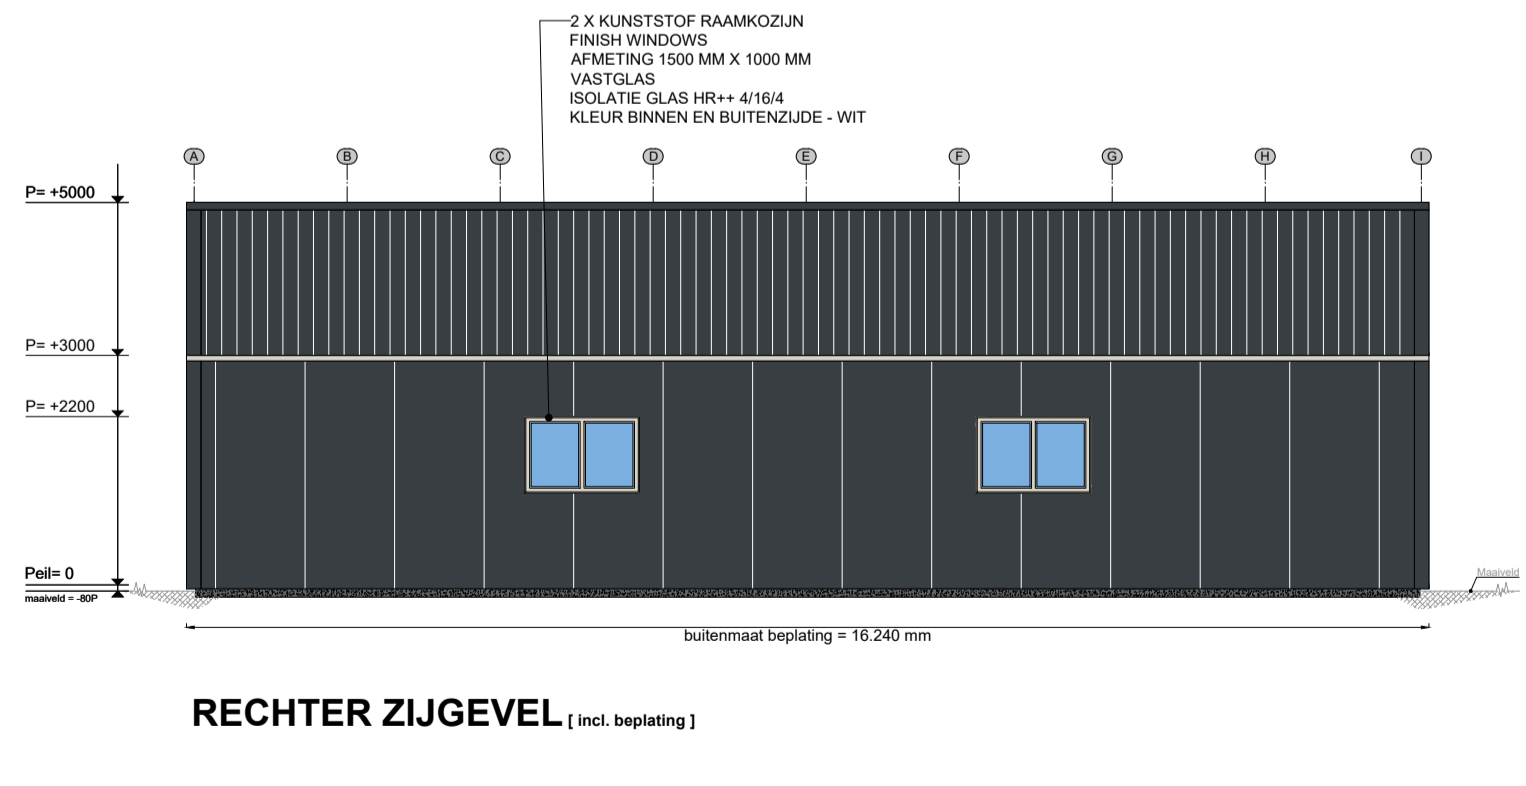 2 X KUNSTSTOF RAAMKOZIJN
FINISH WINDOWS
AFMETING 1500 MM X 1000 MM
VASTGLAS
ISOLATIE GLAS HR++ 4/16/4
KLEUR BINNEN EN BUITENZIJDE - WIT
A B C D E F G H I
P= +5000
P= +3000
P= +2200
Peil= 0
maaiveld = -80P
Maaiveld
buitenmaat beplating = 16.240 mm
RECHTER ZIJGEVEL [ incl. beplating ]